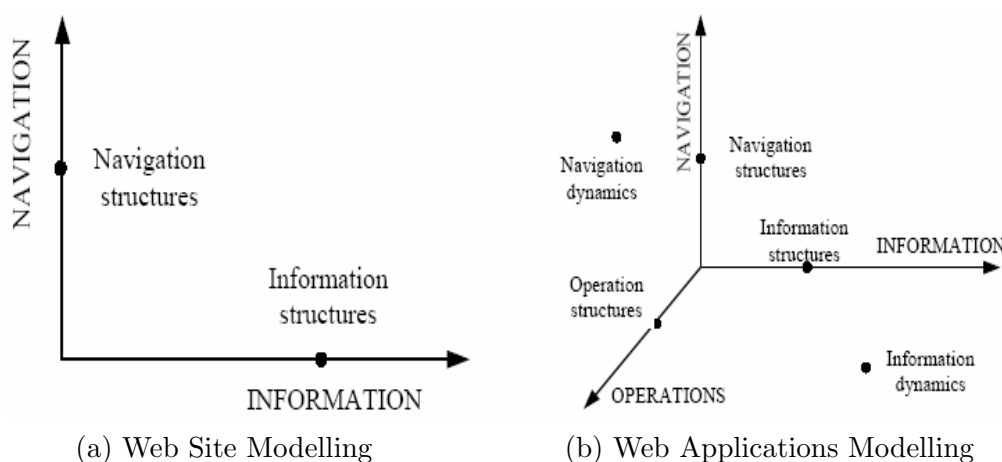 NAVIGATION
Navigation
structures
Information
structures
INFORMATION
(a) Web Site Modelling
NAVIGATION
Navigation
dynamics
Navigation
structures
Information
structures
INFORMATION
Operation
structures
Information
dynamics
OPERATIONS
(b) Web Applications Modelling